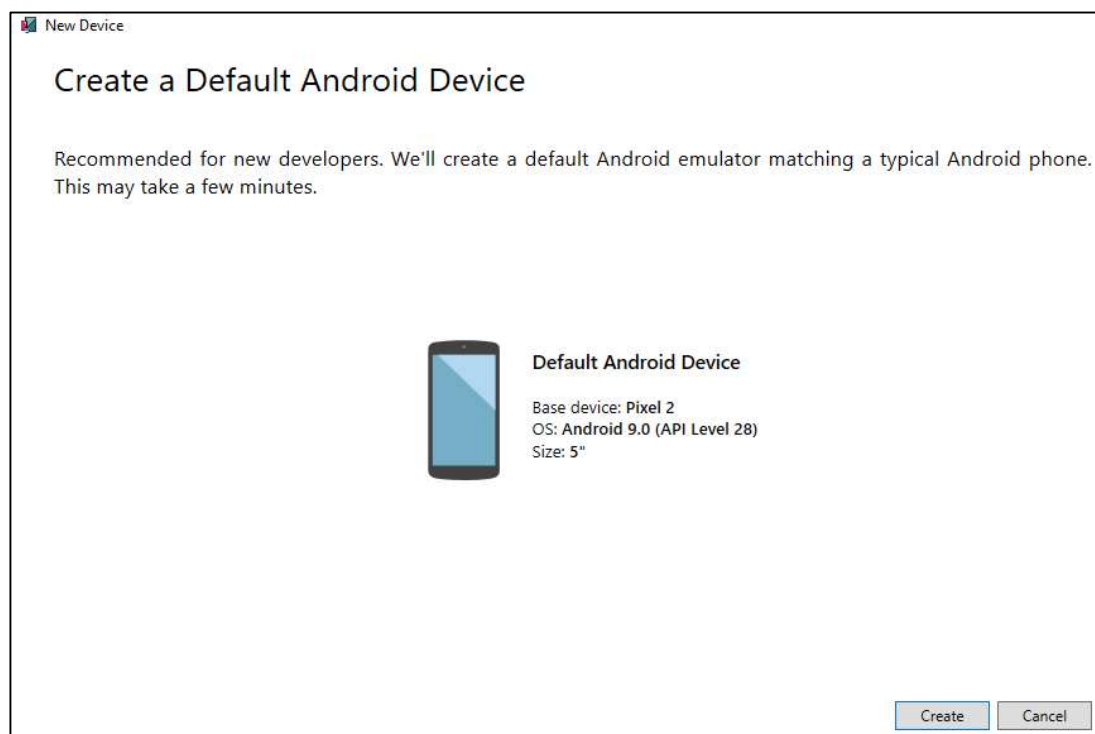 New Device
Create a Default Android Device
Recommended for new developers. We'll create a default Android emulator matching a typical Android phone.
This may take a few minutes.
Default Android Device
Base device: Pixel 2
OS: Android 9.0 (API Level 28)
Size: 5"
Create
Cancel